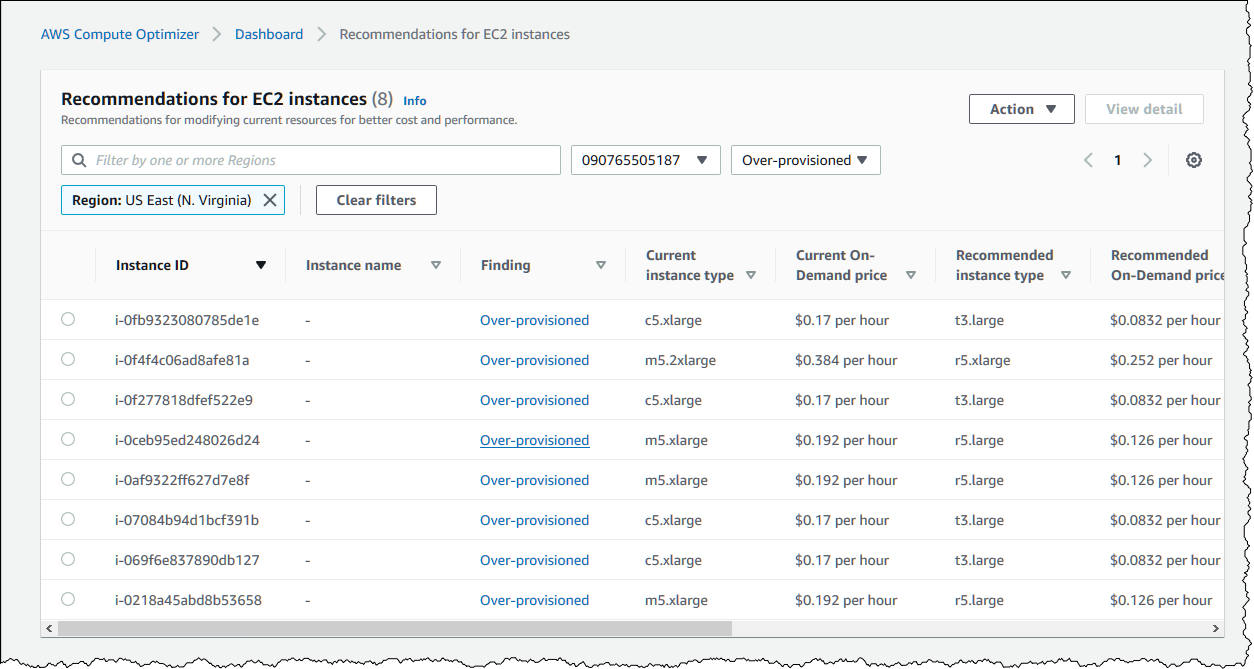 AWS Compute Optimizer > Dashboard > Recommendations for EC2 instances
Recommendations for EC2 instances (8) Info
Recommendations for modifying current resources for better cost and performance.
Action View detail
Filter by one or more Regions 090765505187 Over-provisioned 1
Region: US East (N. Virginia) Clear filters
Instance ID Instance name Finding Current instance type Current On-Demand price Recommended instance type Recommended On-Demand price
i-0fb9323080785de1e - Over-provisioned c5.xlarge $0.17 per hour t3.large $0.0832 per hour
i-0f4f4c06ad8afe81a - Over-provisioned m5.2xlarge $0.384 per hour r5.xlarge $0.252 per hour
i-0f277818dfef522e9 - Over-provisioned c5.xlarge $0.17 per hour t3.large $0.0832 per hour
i-0ceb95ed248026d24 - Over-provisioned m5.xlarge $0.192 per hour r5.large $0.126 per hour
i-0af9322ff627d7e8f - Over-provisioned m5.xlarge $0.192 per hour r5.large $0.126 per hour
i-07084b94d1bcf391b - Over-provisioned c5.xlarge $0.17 per hour t3.large $0.0832 per hour
i-069f6e837890db127 - Over-provisioned c5.xlarge $0.17 per hour t3.large $0.0832 per hour
i-0218a45abd8b53658 - Over-provisioned m5.xlarge $0.192 per hour r5.large $0.126 per hour